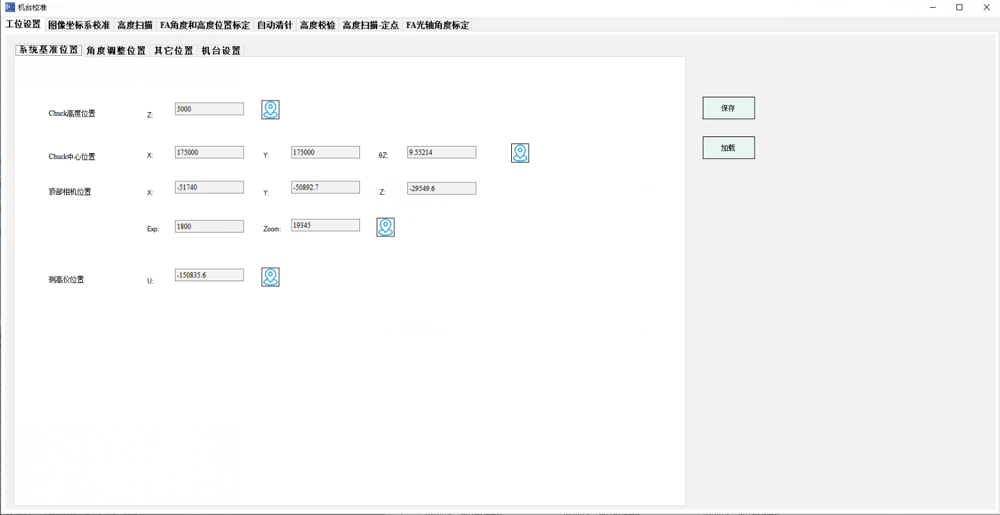 机台校准
工位设置 图像坐标系校准 高度扫描 FA角度和高度位置标定 自动清针 高度校验 高度扫描-定点 FA光轴角度标定
系统基准位置 角度调整位置 其它位置 机台设置
Chuck高度位置 Z: 5000
保存
Chuck中心位置 X: 175000 Y: 175000 θZ: 9.55214
加载
顶部相机位置 X: -51740 Y: -50892.7 Z: -29549.6
Exp: 1800 Zoom: 19345
测高仪位置 U: -150835.6